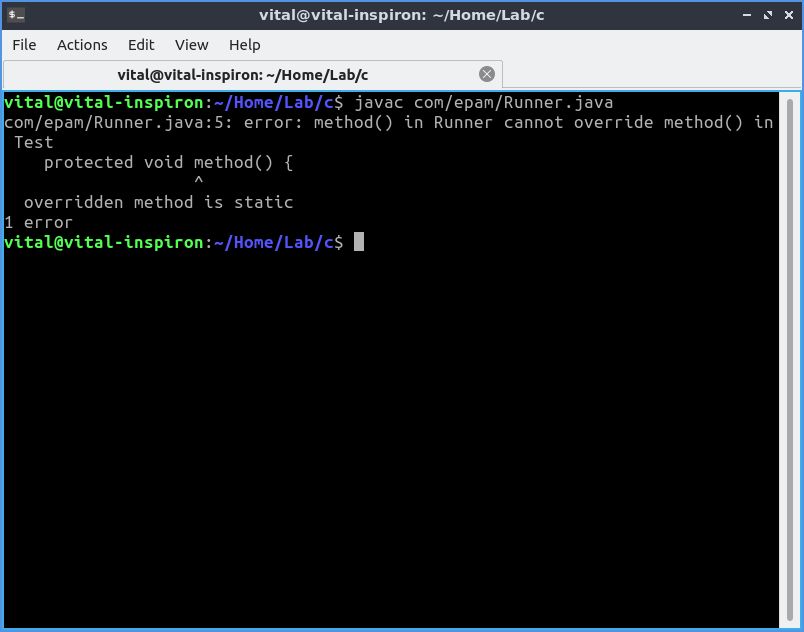 vital@vital-inspiron: ~/Home/Lab/c
File Actions Edit View Help
vital@vital-inspiron: ~/Home/Lab/c
vital@vital-inspiron:~/Home/Lab/c$ javac com/epam/Runner.java
com/epam/Runner.java:5: error: method() in Runner cannot override method() in
 Test
    protected void method() {
                   ^
  overridden method is static
1 error
vital@vital-inspiron:~/Home/Lab/c$